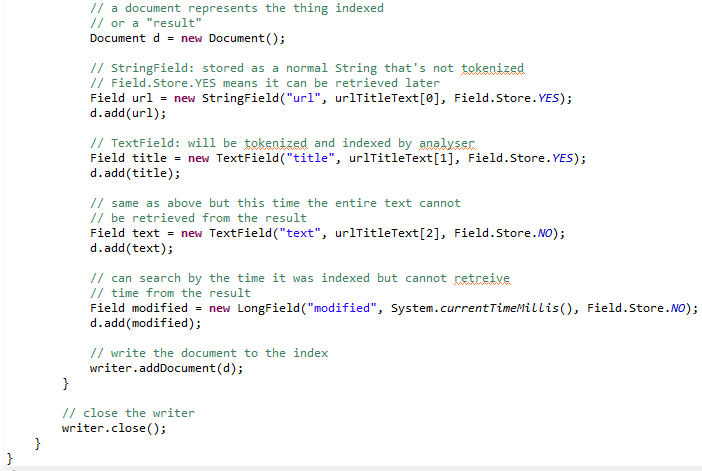 // a document represents the thing indexed
// or a "result"
Document d = new Document();
// StringField: stored as a normal String that's not tokenized
// Field.Store.YES means it can be retrieved later
Field url = new StringField("url", urlTitleText[0], Field.Store.YES);
d.add(url);
// TextField: will be tokenized and indexed by analyser
Field title = new TextField("title", urlTitleText[1], Field.Store.YES);
d.add(title);
// same as above but this time the entire text cannot
// be retrieved from the result
Field text = new TextField("text", urlTitleText[2], Field.Store.NO);
d.add(text);
// can search by the time it was indexed but cannot retreive
// time from the result
Field modified = new LongField("modified", System.currentTimeMillis(), Field.Store.NO);
d.add(modified);
// write the document to the index
writer.addDocument(d);
}
// close the writer
writer.close();
}
}